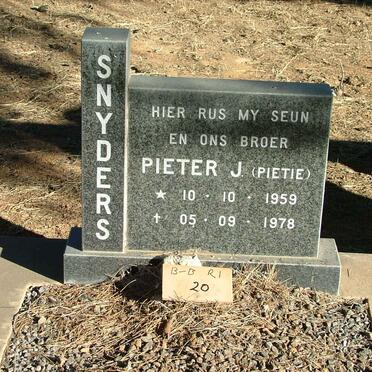 SNYDERS
HIER RUS MY SEUN
EN ONS BROER
PIETER J (PIETIE)
★ 10 · 10 · 1959
✝ 05 · 09 · 1978
B-B R1
20